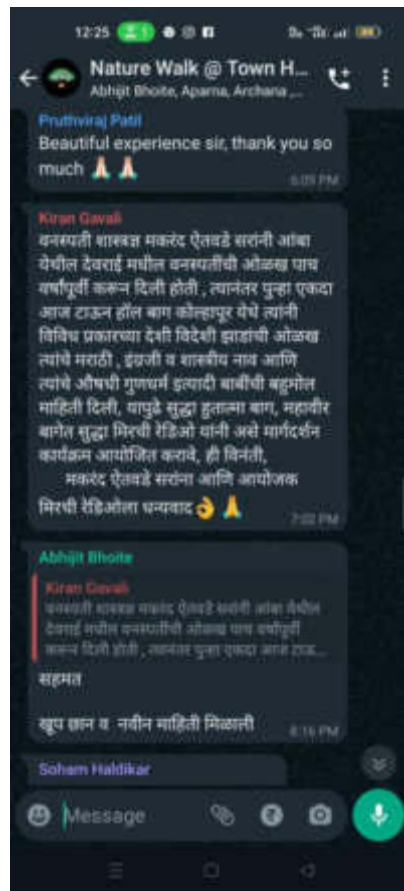 12:25
Nature Walk @ Town H...
Abhijit Bhoite, Aparna, Archana,...
Pruthviraj Patil
Beautiful experience sir, thank you so
much 🙏🏻 🙏🏻
6:09 PM
Kiran Gavali
वनस्पती शास्त्रज्ञ मकरंद ऐतवडे सरांनी आंबा
येथील देवराई मधील वनस्पतींची ओळख पाच
वर्षांपूर्वी करून दिली होती , त्यानंतर पुन्हा एकदा
आज टाऊन हॉल बाग कोल्हापूर येथे त्यांनी
विविध प्रकारच्या देशी विदेशी झाडांची ओळख
त्यांचे मराठी , इंग्रजी व शास्त्रीय नाव आणि
त्यांचे औषधी गुणधर्म इत्यादी बाबींची बहुमोल
माहिती दिली, यापुढे सुद्धा हुतात्मा बाग, महावीर
बागेत सुद्धा मिरची रेडिओ यांनी असे मार्गदर्शन
कार्यक्रम आयोजित करावे, ही विनंती,
मकरंद ऐतवडे सरांना आणि आयोजक
मिरची रेडिओला धन्यवाद👌 🙏
7:02 PM
Abhijit Bhoite
Kiran Gavali
वनस्पती शास्त्रज्ञ मकरंद ऐतवडे सरांनी आंबा येथील
देवराई मधील वनस्पतींची ओळख पाच वर्षांपूर्वी
करून दिली होती , त्यानंतर पुन्हा एकदा आज टाऊ...
सहमत
खूप छान व नवीन माहिती मिळाली
8:16 PM
Soham Haldikar
Message